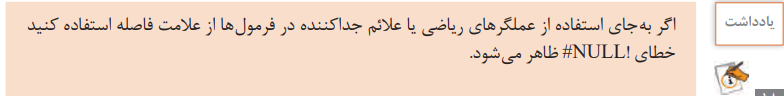 یادداشت
اگر به‌جای استفاده از عملگرهای ریاضی یا علائم جداکننده در فرمول‌ها از علامت فاصله استفاده کنید
خطای !NULL# ظاهر می‌شود.